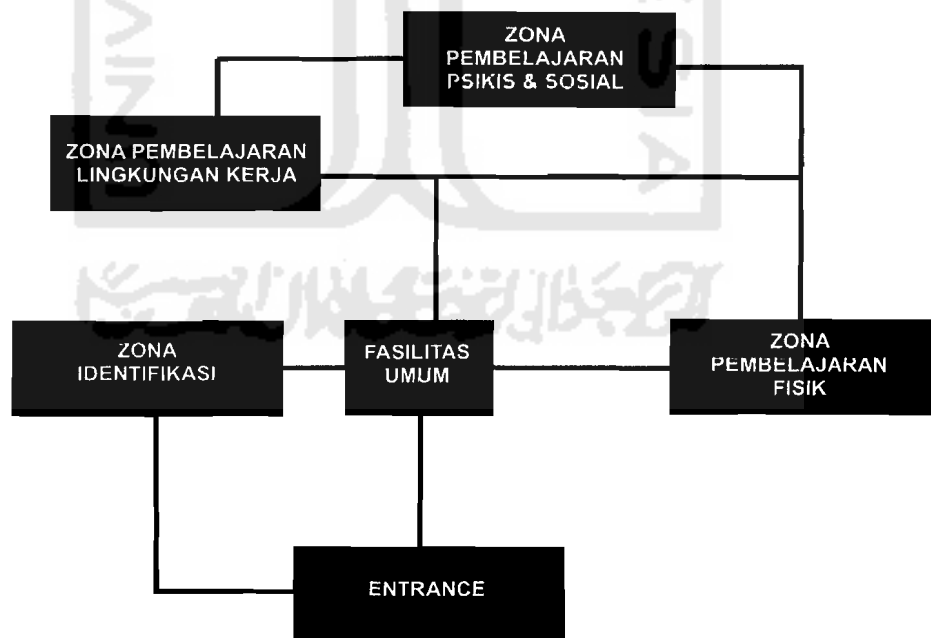 ZONA
PEMBELAJARAN
PSIKIS & SOSIAL
ZONA PEMBELAJARAN
LINGKUNGAN KERJA
ZONA
IDENTIFIKASI
FASILITAS
UMUM
ZONA
PEMBELAJARAN
FISIK
ENTRANCE